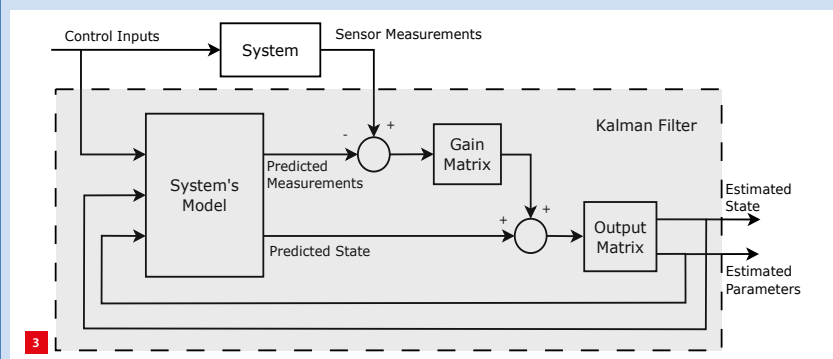 Control Inputs
System
Sensor Measurements
Kalman Filter
-
+
System's
Model
Predicted
Measurements
Gain
Matrix
+
+
Predicted State
Output
Matrix
Estimated
State
Estimated
Parameters
3